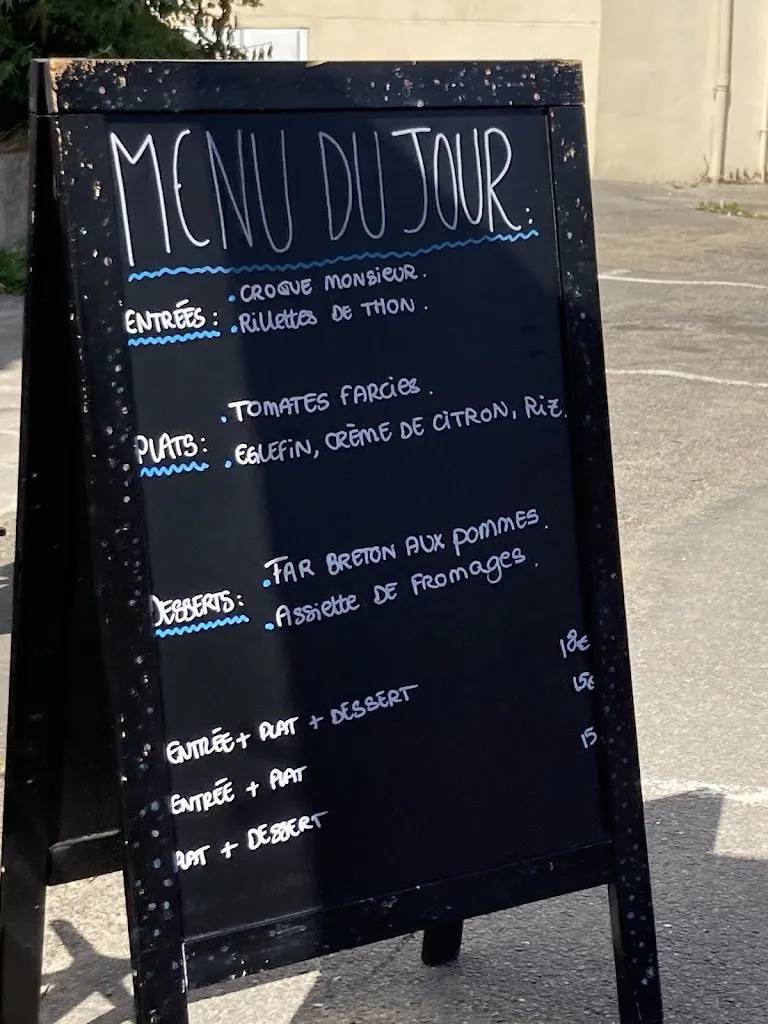 MENU DU JOUR:
. CROQUE MONSIEUR.
ENTRÉES: . RILLETTES DE THON.
. TOMATES FARCIES.
PLATS: . EGLEFIN, CRÈME DE CITRON, RIZ.
. FAR BRETON AUX POMMES.
DESSERTS: . ASSIETTE DE FROMAGES.
ENTRÉE + PLAT + DESSERT 18€
ENTRÉE + PLAT 15€
PLAT + DESSERT 15